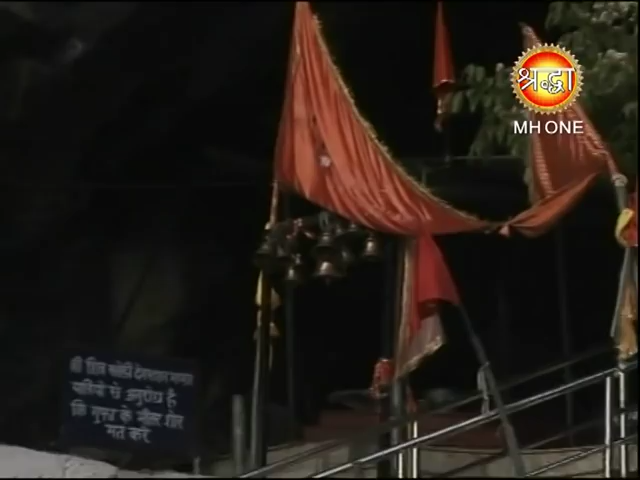 श्रद्धा
MH ONE
श्री शिव खोड़ी देवस्थान
यात्रियों से अनुरोध है
कि गुफा के भीतर शोर
मत करें